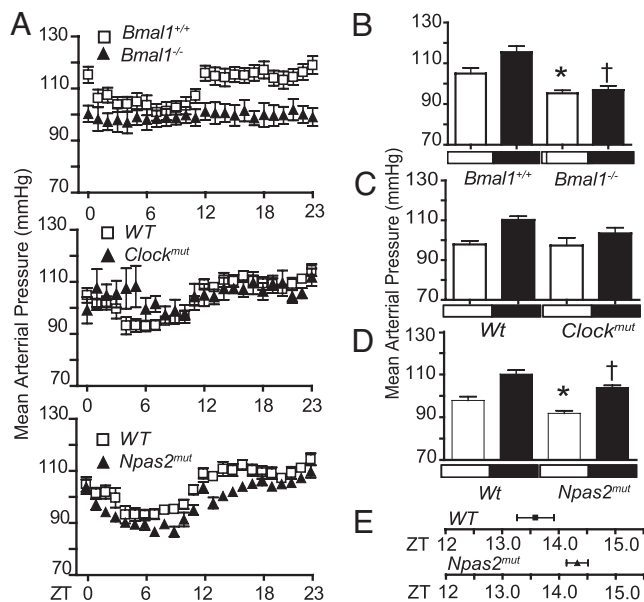 A
Mean Arterial Pressure (mmHg)
Bmal1+/+
Bmal1-/-
130
110
90
70
0 6 12 18 23
WT
Clockmut
130
110
90
70
0 6 12 18 23
WT
Npas2mut
130
110
90
70
ZT 0 6 12 18 23
B
Mean Arterial Pressure (mmHg)
130
110
90
70
* †
Bmal1+/+ Bmal1-/-
C
130
110
90
70
Wt Clockmut
D
130
110
90
70
* †
Wt Npas2mut
E
WT
ZT 12 13.0 14.0 15.0
Npas2mut
ZT 12 13.0 14.0 15.0